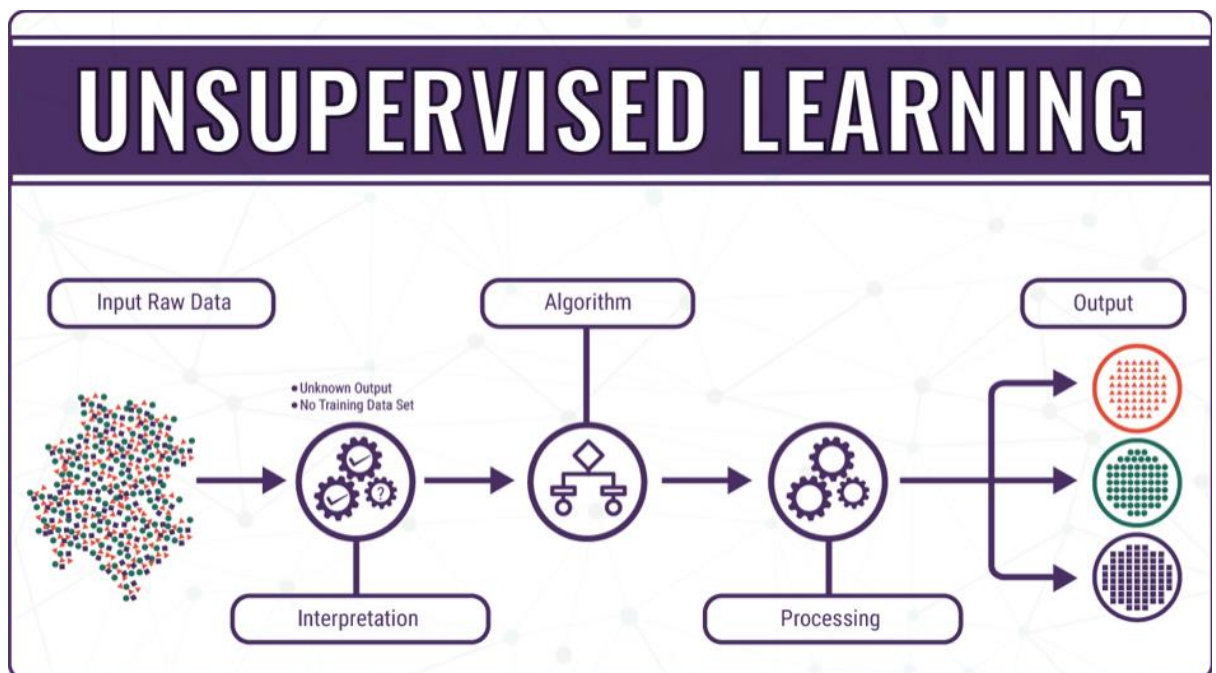 UNSUPERVISED LEARNING
Input Raw Data
Algorithm
Output
• Unknown Output
• No Training Data Set
?
Interpretation
Processing